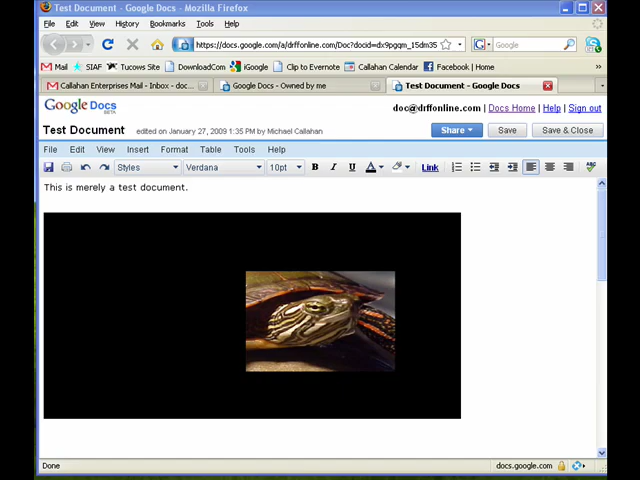 Test Document - Google Docs - Mozilla Firefox
File Edit View History Bookmarks Tools Help
https://docs.google.com/a/drffonline.com/Doc?docid=dx9pgqm_15dm35
Google
Mail SIAF Tucows Site DownloadCom iGoogle Clip to Evernote Callahan Calendar Facebook | Home
Callahan Enterprises Mail - Inbox - doc... Google Docs - Owned by me Test Document - Google Docs
Google Docs
BETA
doc@drffonline.com | Docs Home | Help | Sign out
Test Document edited on January 27, 2009 1:35 PM by Michael Callahan Share Save Save & Close
File Edit View Insert Format Table Tools Help
Styles Verdana 10pt B I U A Link ABC
This is merely a test document.
Done docs.google.com